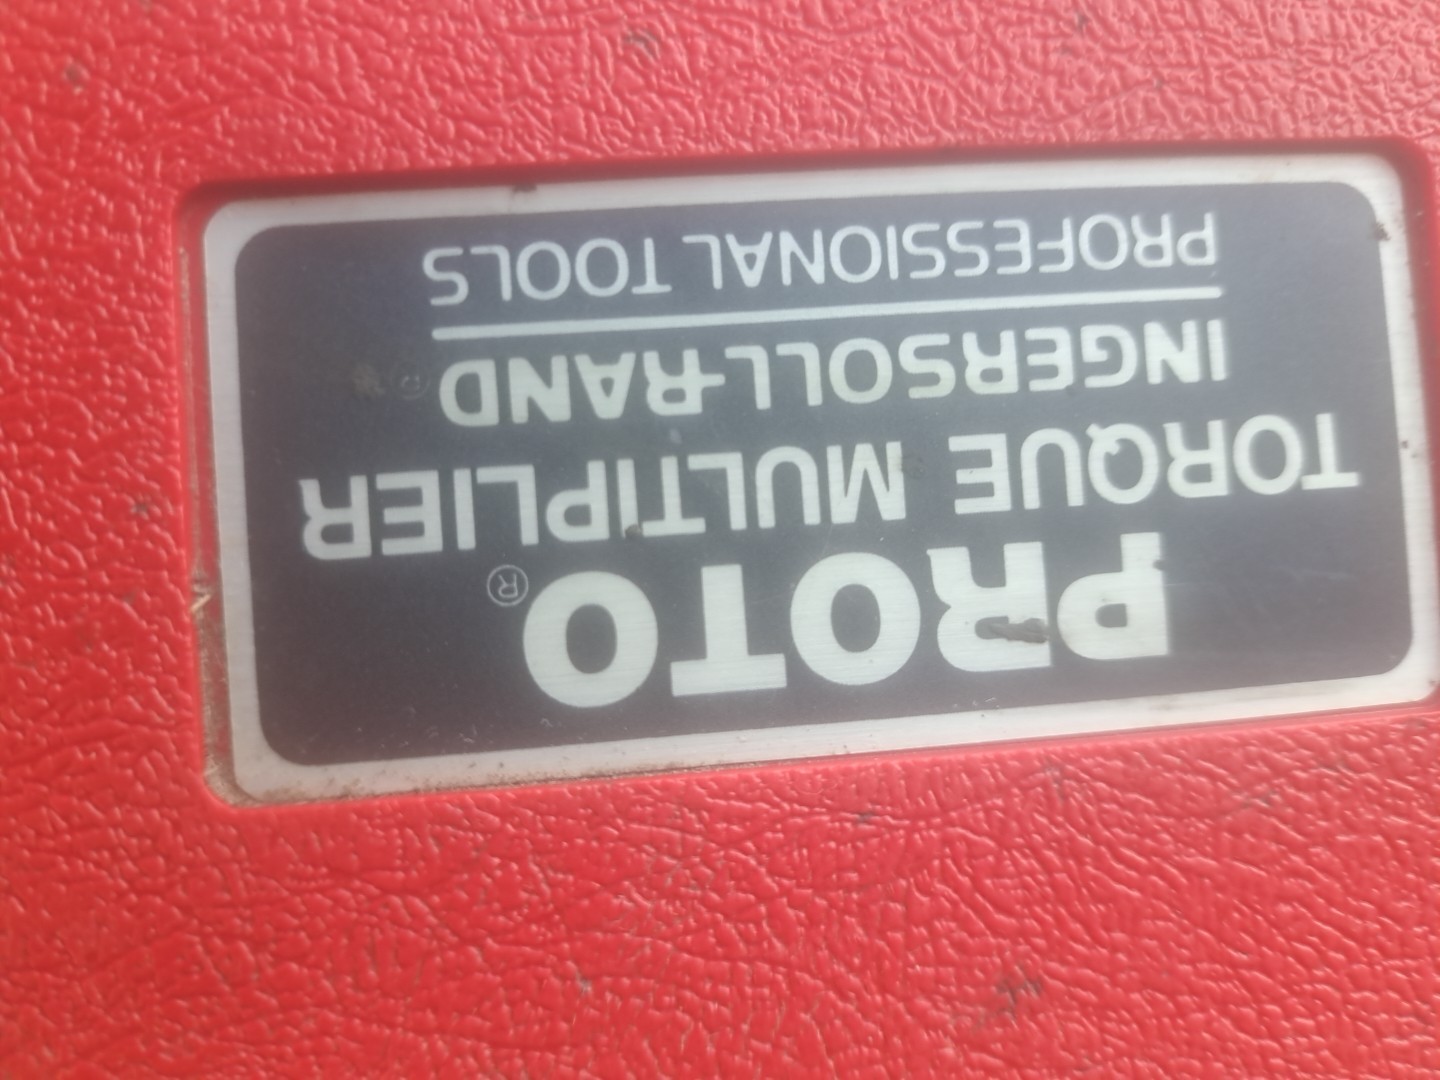 PROTO®
TORQUE MULTIPLIER
INGERSOLL-RAND®
PROFESSIONAL TOOLS